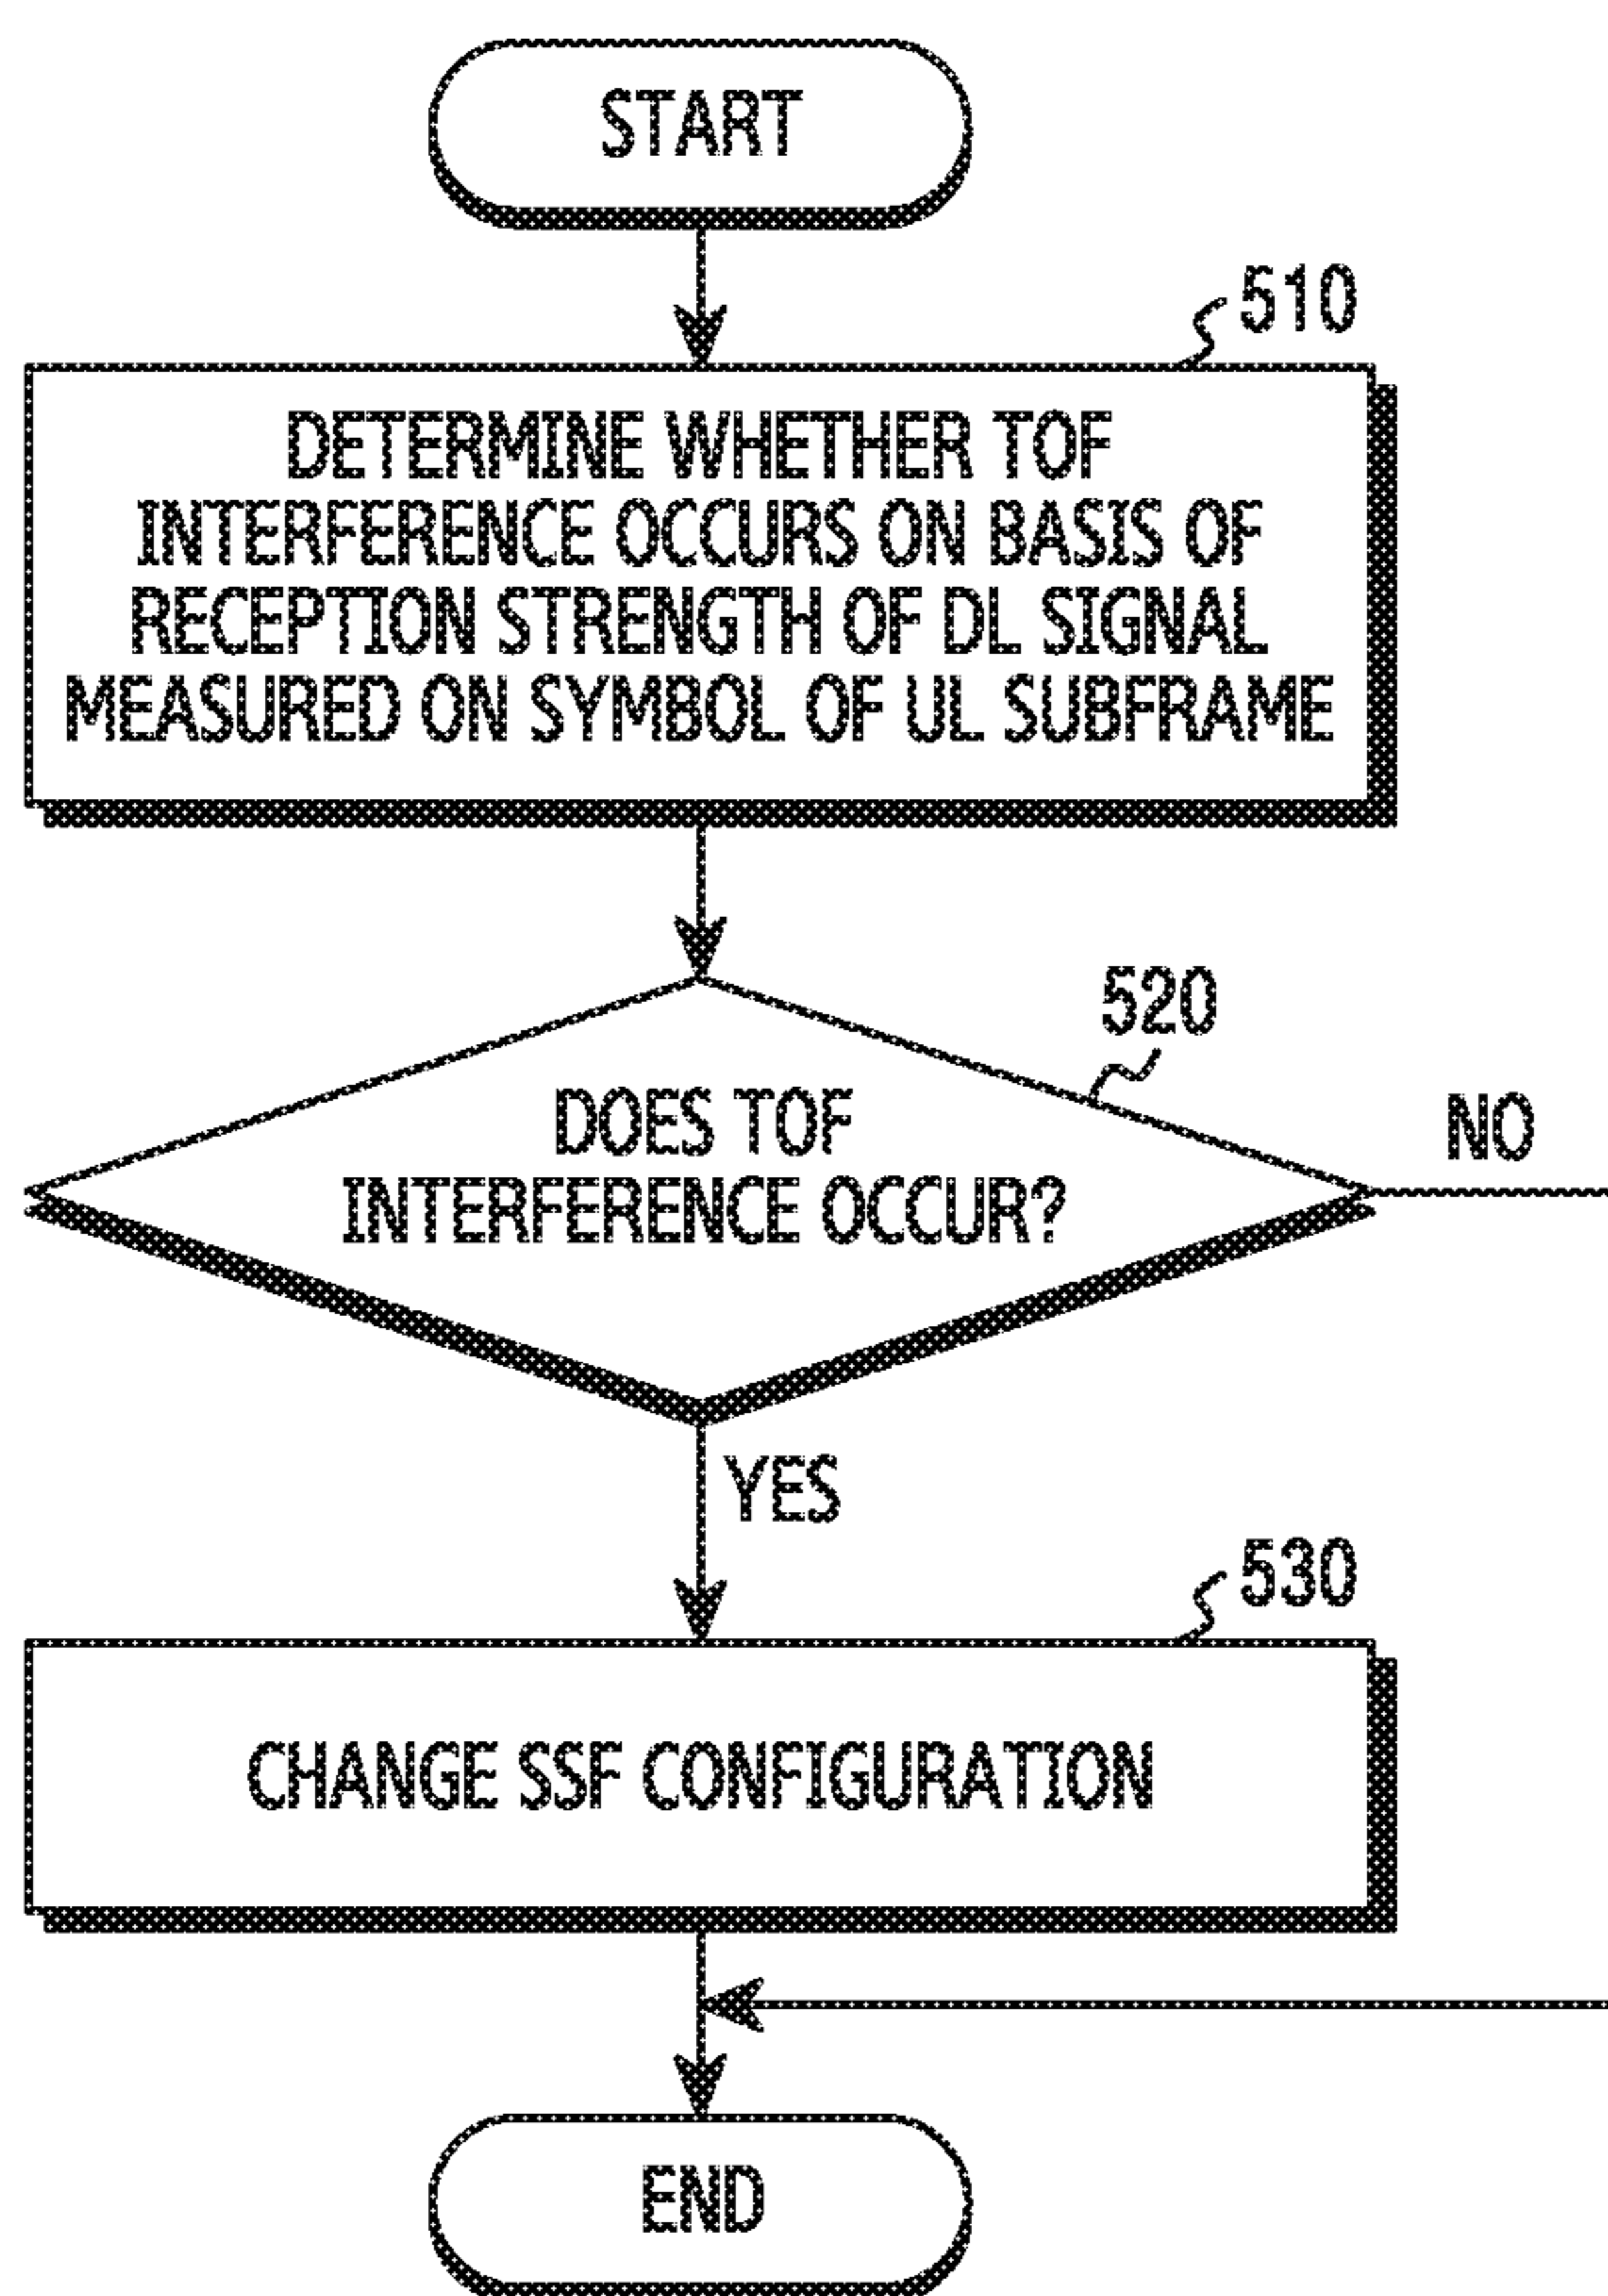 START
510
DETERMINE WHETHER TOF
INTERFERENCE OCCURS ON BASIS OF
RECEPTION STRENGTH OF DL SIGNAL
MEASURED ON SYMBOL OF UL SUBFRAME
520
DOES TOF
INTERFERENCE OCCUR?
NO
YES
530
CHANGE SSF CONFIGURATION
END